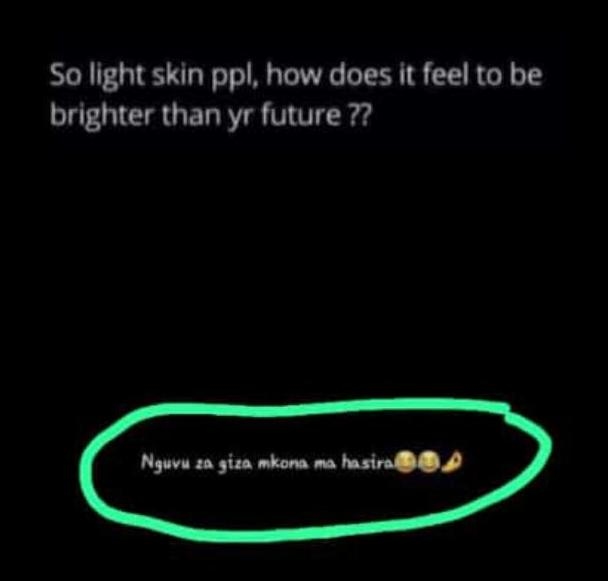 So light skin ppl, how does it feel to be
brighter than yr future ??
Nguvu za giza mkona ma hasira😂😂🤌